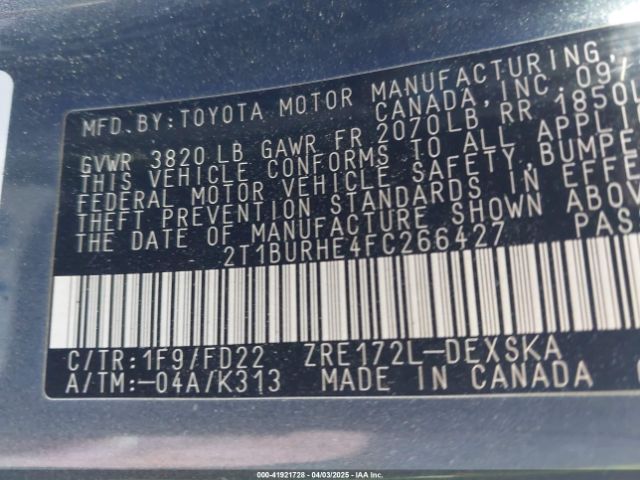 MFD. BY: TOYOTA MOTOR MANUFACTURING,
CANADA, INC. 09/
GVWR 3820 LB GAWR FR 2070LB, RR 1850
THIS VEHICLE CONFORMS TO ALL
FEDERAL MOTOR VEHICLE SAFETY, BUMPE
THEFT PREVENTION STANDARDS IN EFFE
THE DATE OF MANUFACTURE SHOWN ABOV
2T1BURHE4FC266427 PAS
C/TR: 1F9/FD22 ZRE172L-DEXSKA
A/TM: -04A/K313 MADE IN CANADA
000-41921728 - 04/03/2025 - IAA Inc.